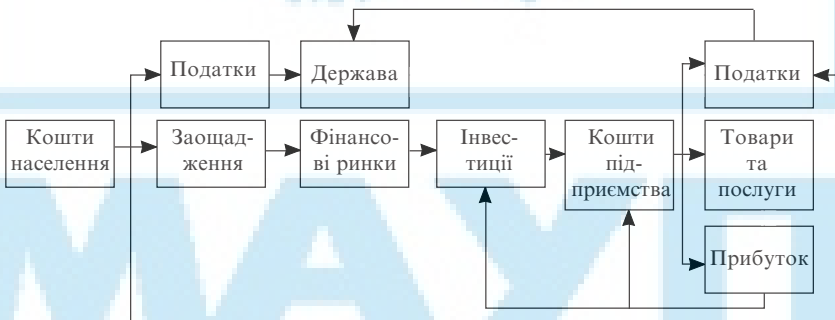 Податки
Держава
Податки
Кошти
населення
Заощад-
ження
Фінансо-
ві ринки
Інвес-
тиції
Кошти
під-
приємства
Товари
та
послуги
Прибуток